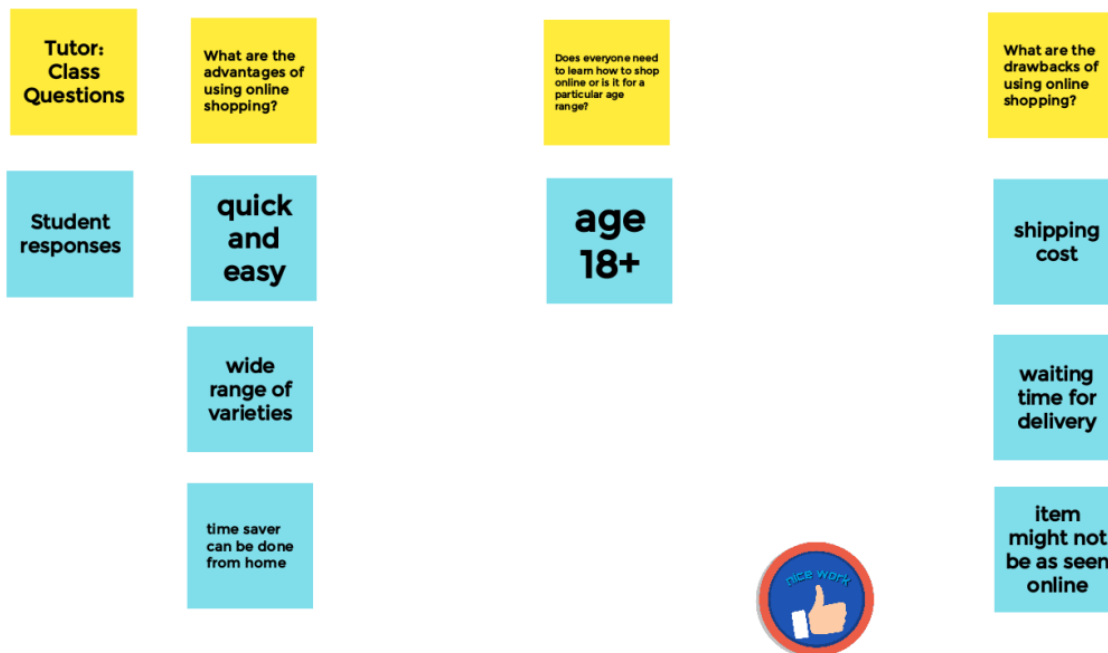 Tutor:
Class
Questions
What are the
advantages of
using online
shopping?
Does everyone need
to learn how to shop
online or is it for a
particular age
range?
What are the
drawbacks of
using online
shopping?
Student
responses
quick
and
easy
age
18+
shipping
cost
wide
range of
varieties
waiting
time for
delivery
time saver
can be done
from home
item
might not
be as seen
online
nice work